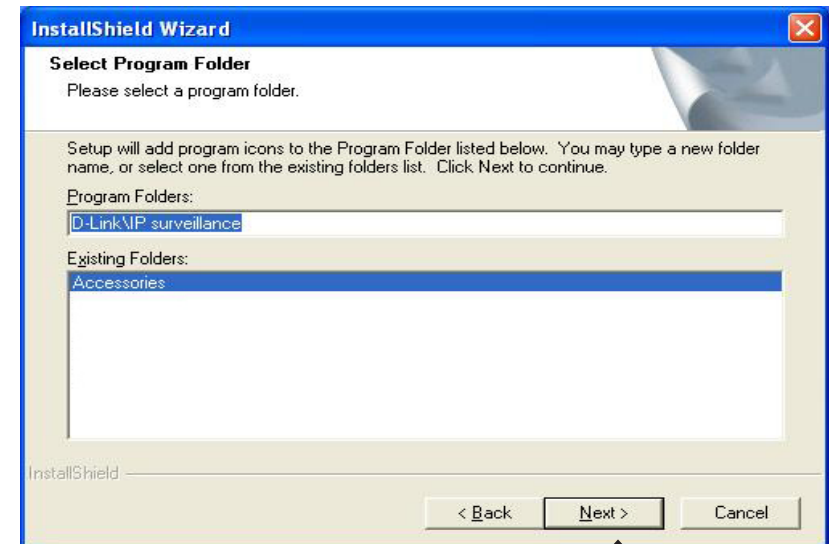 InstallShield Wizard
Select Program Folder
Please select a program folder.
Setup will add program icons to the Program Folder listed below.  You may type a new folder
name, or select one from the existing folders list.  Click Next to continue.
Program Folders:
D-Link\IP surveillance
Existing Folders:
Accessories
InstallShield
< Back Next > Cancel